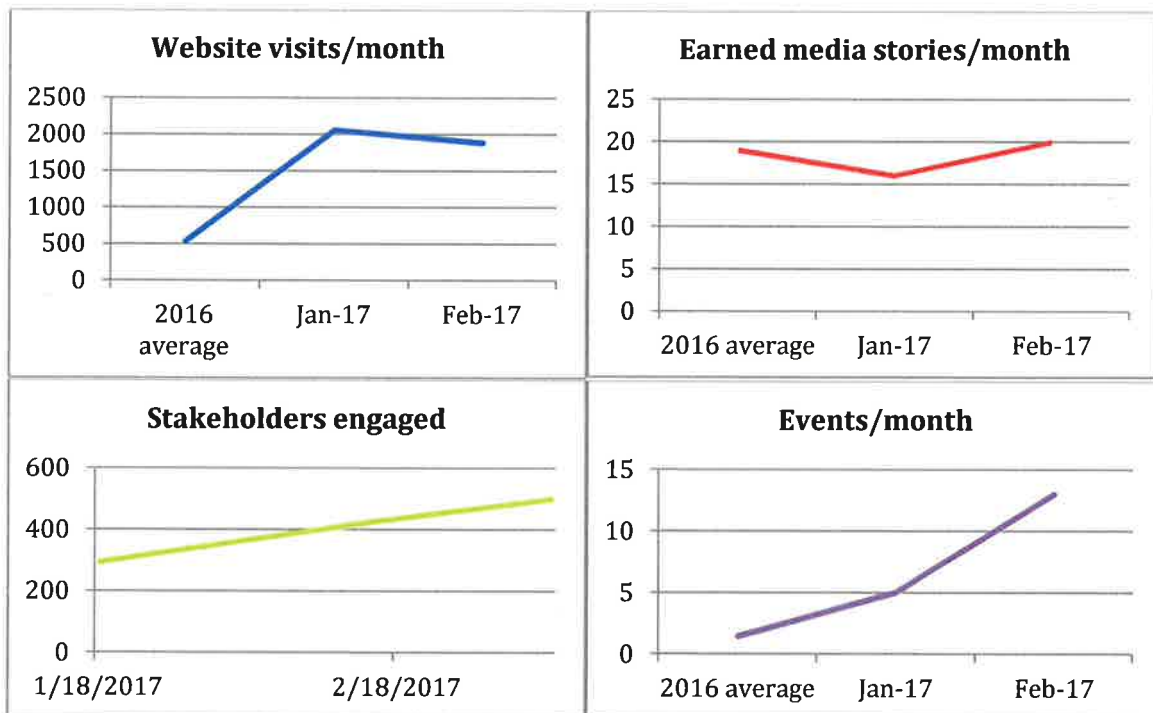 Website visits/month
2500
2000
1500
1000
500
0
2016
average
Jan-17
Feb-17
Earned media stories/month
25
20
15
10
5
0
2016 average
Jan-17
Feb-17
Stakeholders engaged
600
400
200
0
1/18/2017
2/18/2017
Events/month
15
10
5
0
2016 average
Jan-17
Feb-17